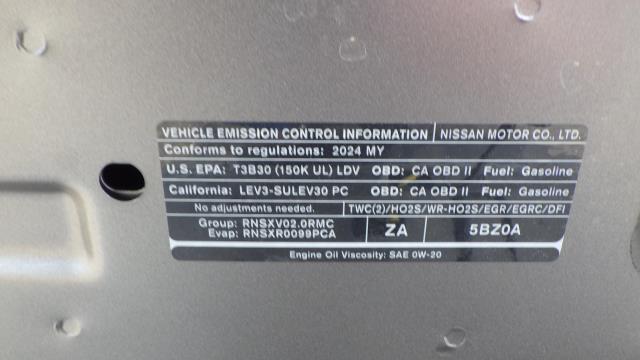 VEHICLE EMISSION CONTROL INFORMATION NISSAN MOTOR CO., LTD.
Conforms to regulations: 2024 MY
U.S. EPA: T3B30 (150K UL) LDV OBD: CA OBD II Fuel: Gasoline
California: LEV3-SULEV30 PC OBD: CA OBD II Fuel: Gasoline
No adjustments needed. TWC(2)/HO2S/WR-HO2S/EGR/EGRC/DFI
Group: RNSXV02.0RMC
Evap: RNSXR0099PCA
ZA 5BZ0A
Engine Oil Viscosity: SAE 0W-20